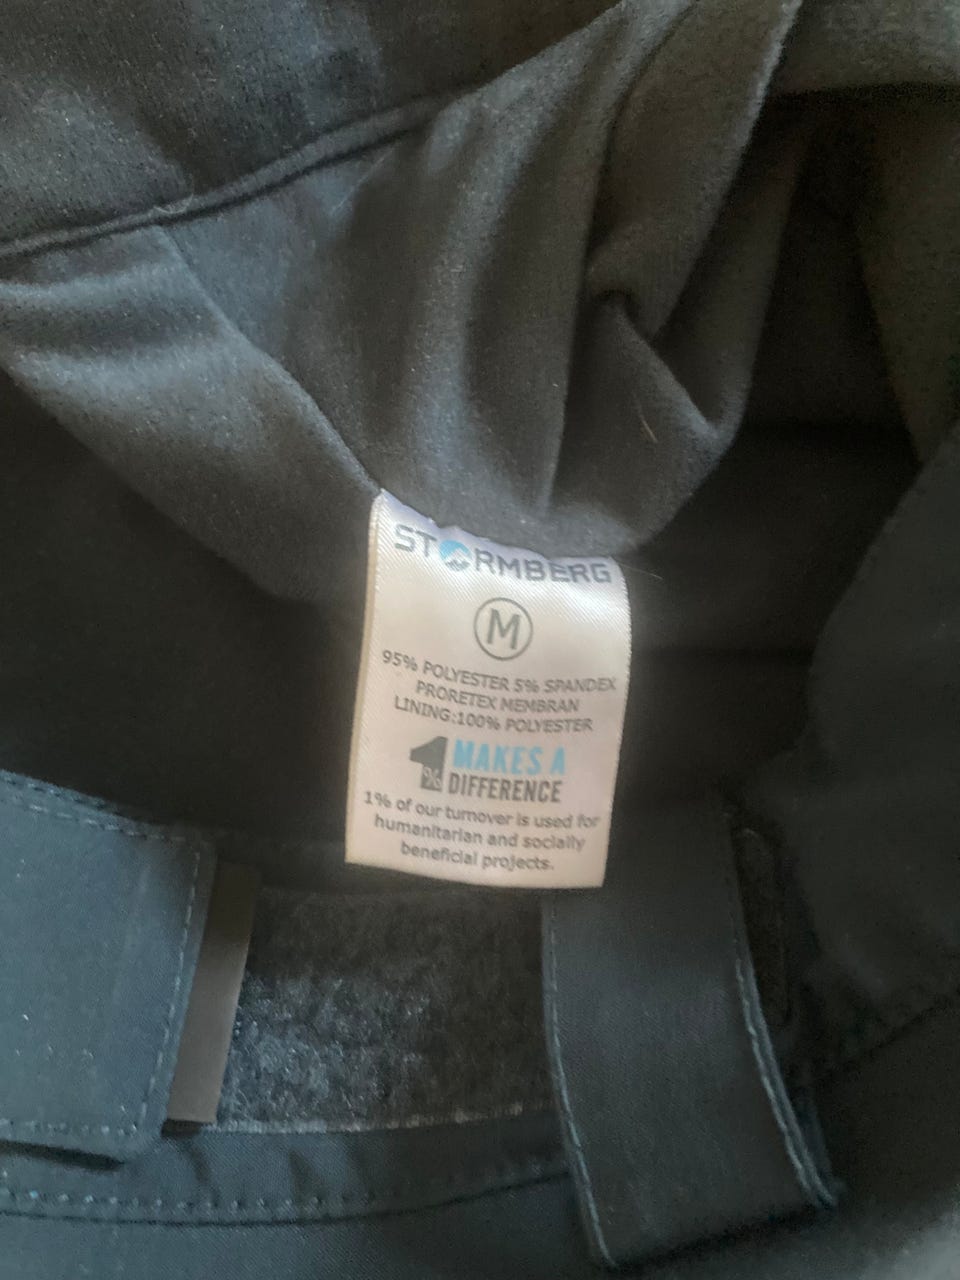 STORMBERG
M
95% POLYESTER 5% SPANDEX
PRORETEX MEMBRAN
LINING:100% POLYESTER
1% MAKES A
DIFFERENCE
1% of our turnover is used for
humanitarian and socially
beneficial projects.